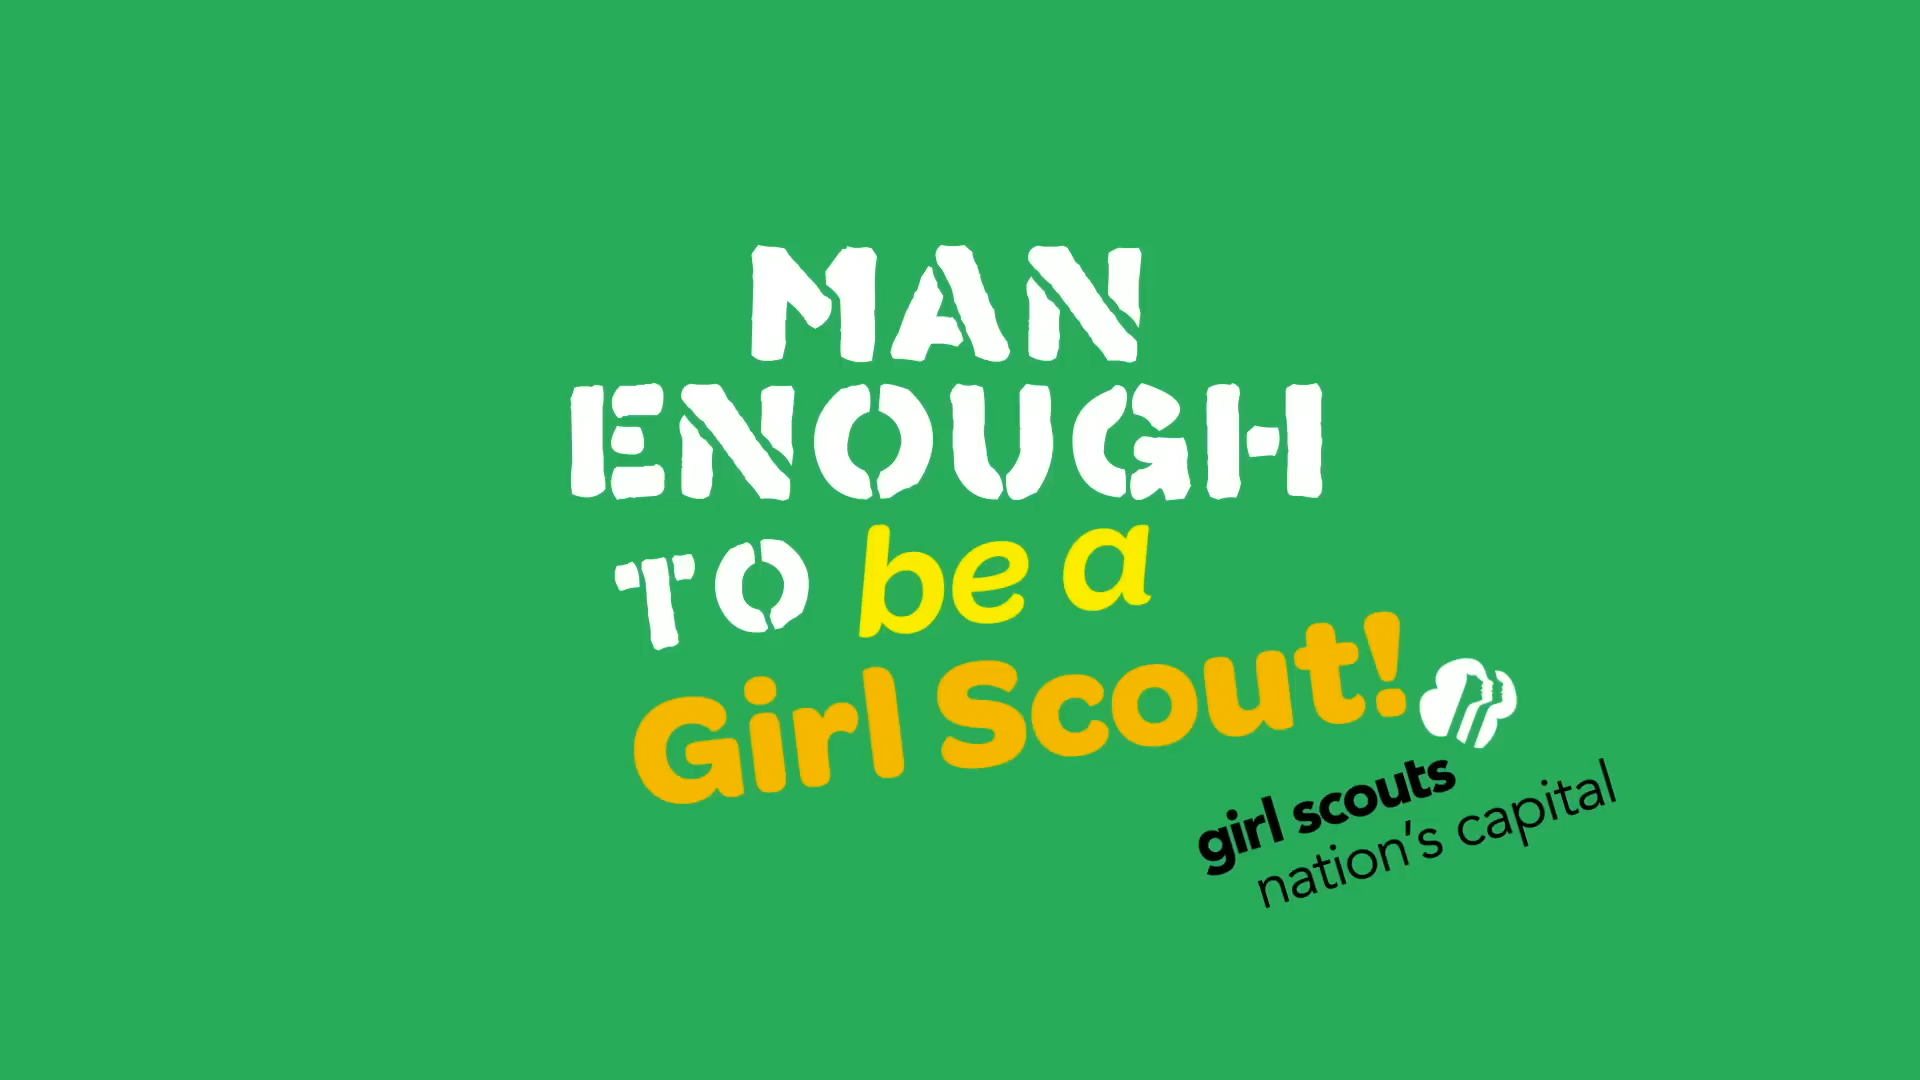 MAN
ENOUGH
TO be a
Girl Scout!
girl scouts
nation's capital